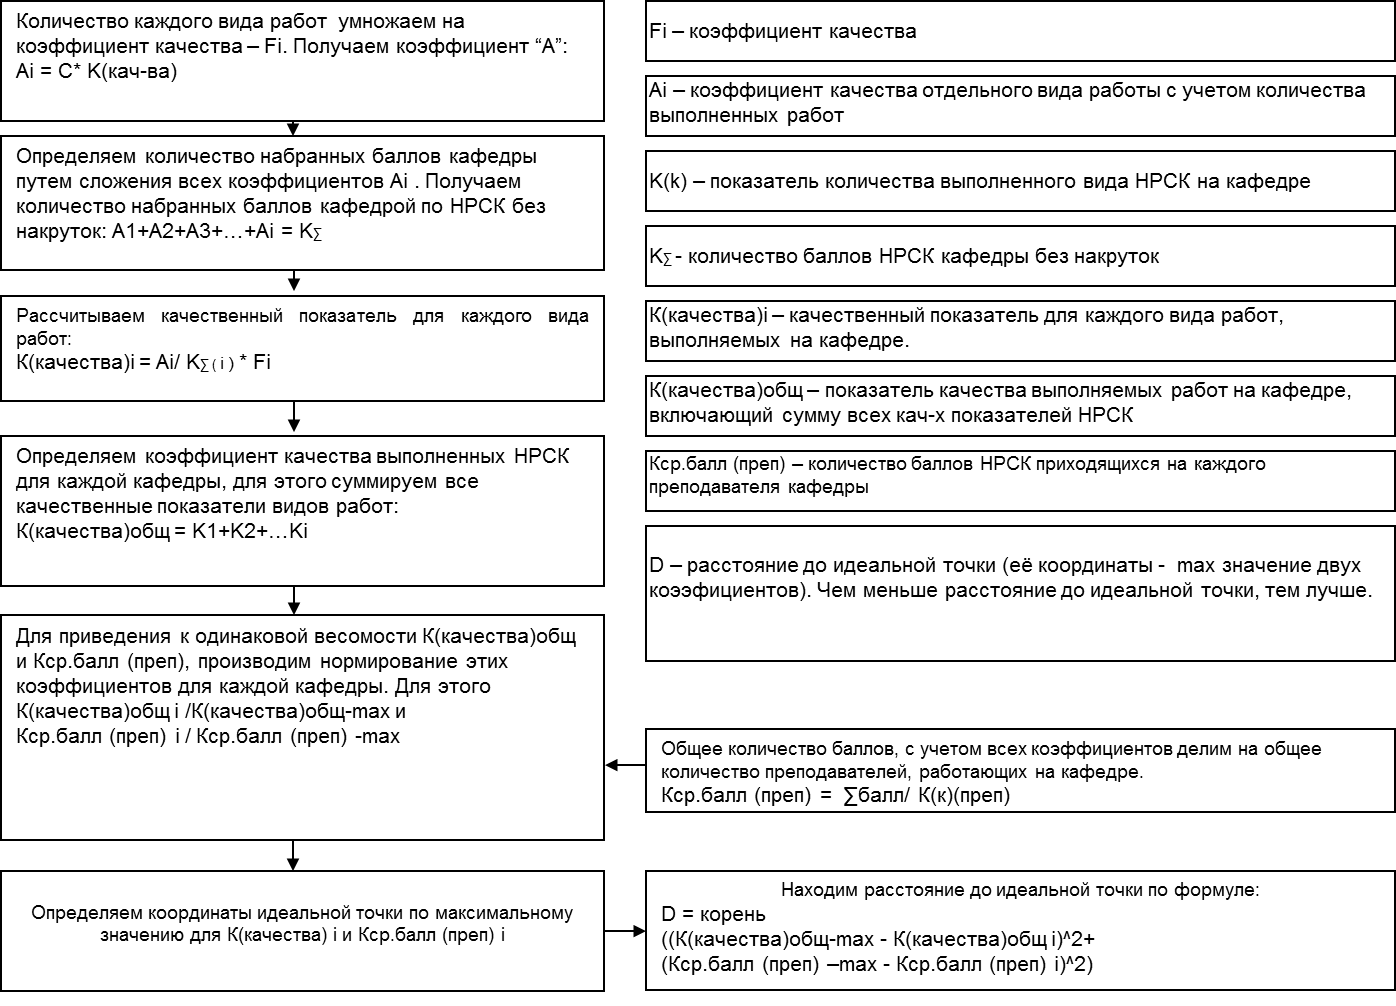 Количество каждого вида работ умножаем на
коэффициент качества – Fi. Получаем коэффициент “А”:
Ai = C* K(кач-ва)
Определяем количество набранных баллов кафедры
путем сложения всех коэффициентов Ai . Получаем
количество набранных баллов кафедрой по НРСК без
накруток: А1+А2+А3+…+Ai = K∑
Рассчитываем качественный показатель для каждого вида
работ:
К(качества)i = Ai/ K∑(i) * Fi
Определяем коэффициент качества выполненных НРСК
для каждой кафедры, для этого суммируем все
качественные показатели видов работ:
К(качества)общ = K1+K2+…Ki
Для приведения к одинаковой весомости К(качества)общ
и Кср.балл (преп), производим нормирование этих
коэффициентов для каждой кафедры. Для этого
К(качества)общ i /К(качества)общ-max и
Кср.балл (преп) i / Кср.балл (преп) -max
Определяем координаты идеальной точки по максимальному
значению для К(качества) i и Кср.балл (преп) i
Fi – коэффициент качества
Ai – коэффициент качества отдельного вида работы с учетом количества
выполненных работ
K(k) – показатель количества выполненного вида НРСК на кафедре
K∑ - количество баллов НРСК кафедры без накруток
К(качества)i – качественный показатель для каждого вида работ,
выполняемых на кафедре.
К(качества)общ – показатель качества выполняемых работ на кафедре,
включающий сумму всех кач-х показателей НРСК
Кср.балл (преп) – количество баллов НРСК приходящихся на каждого
преподавателя кафедры
D – расстояние до идеальной точки (её координаты - max значение двух
коээфициентов). Чем меньше расстояние до идеальной точки, тем лучше.
Общее количество баллов, с учетом всех коэффициентов делим на общее
количество преподавателей, работающих на кафедре.
Кср.балл (преп) = ∑балл/ К(к)(преп)
Находим расстояние до идеальной точки по формуле:
D = корень
((К(качества)общ-max - К(качества)общ i)^2+
(Кср.балл (преп) –max - Кср.балл (преп) i)^2)